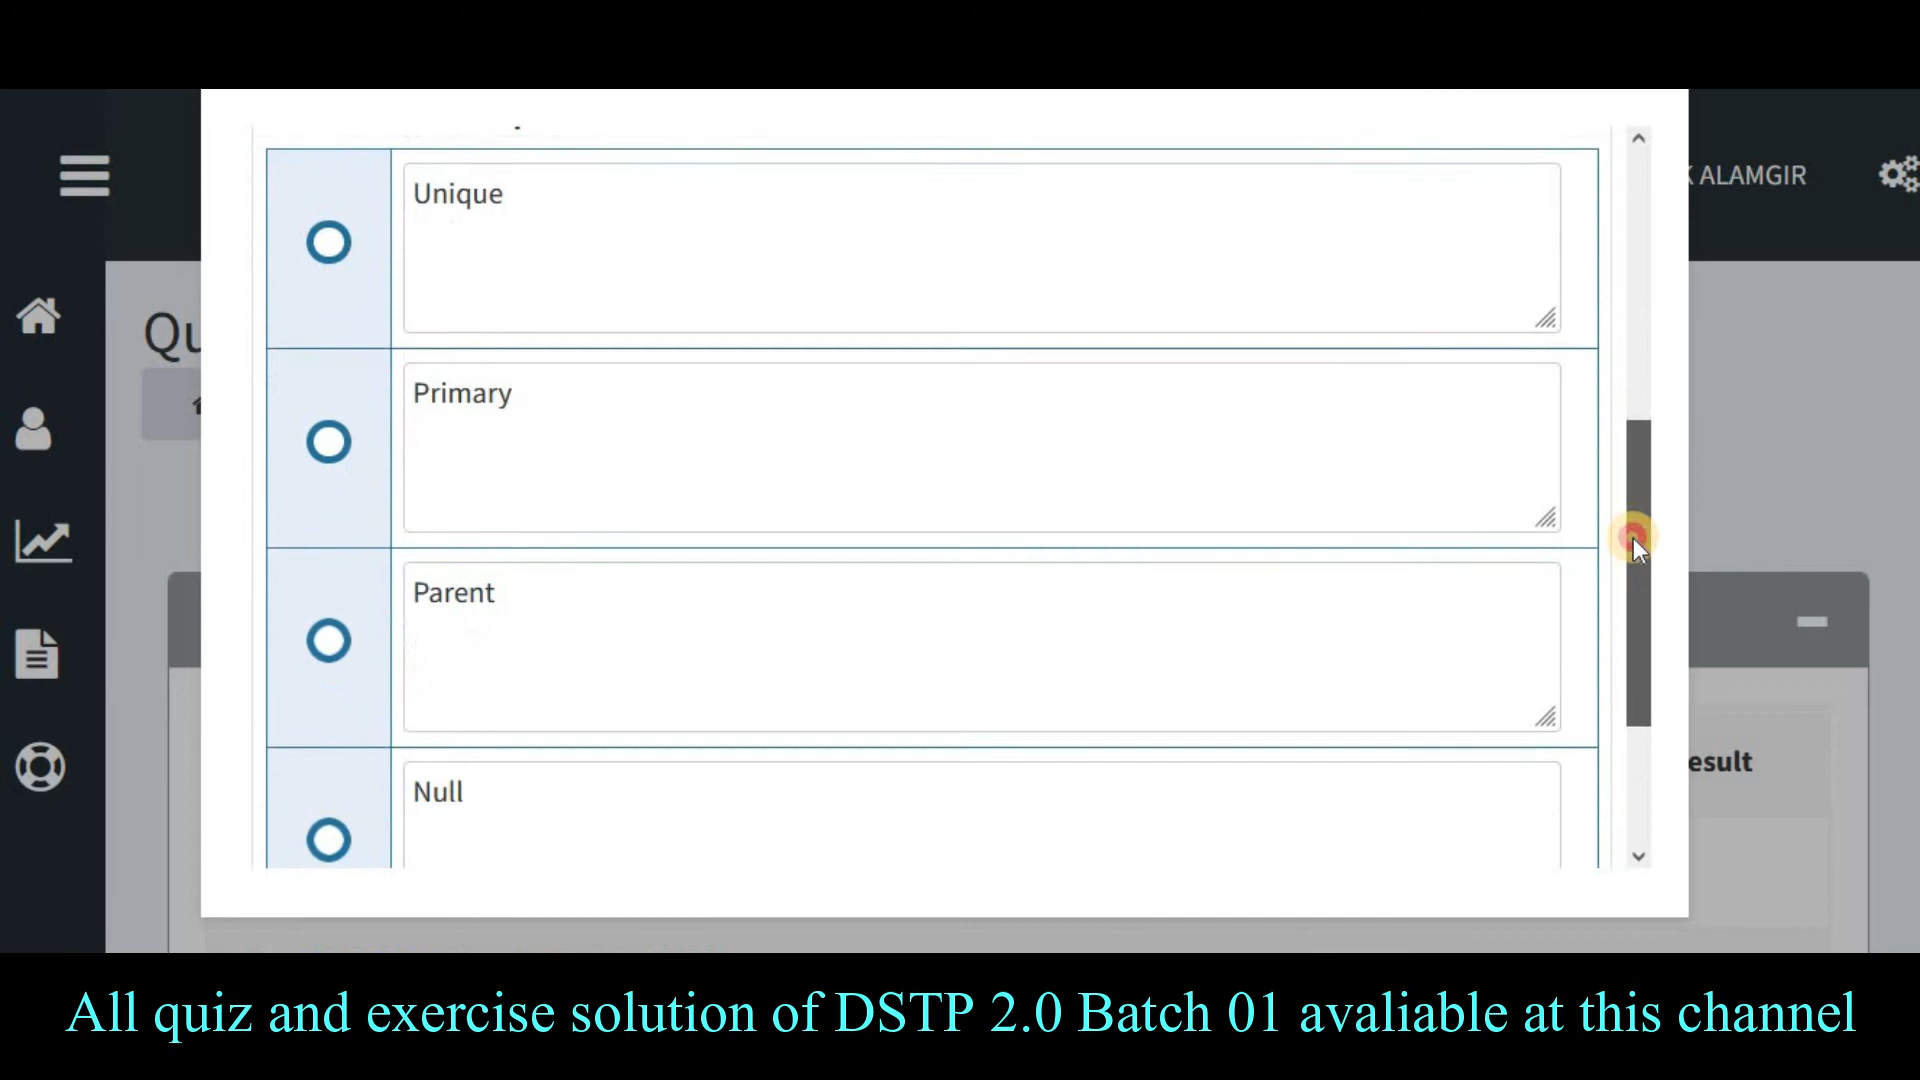 ALAMGIR
Qu
Unique
Primary
Parent
Null
esult
All quiz and exercise solution of DSTP 2.0 Batch 01 avaliable at this channel